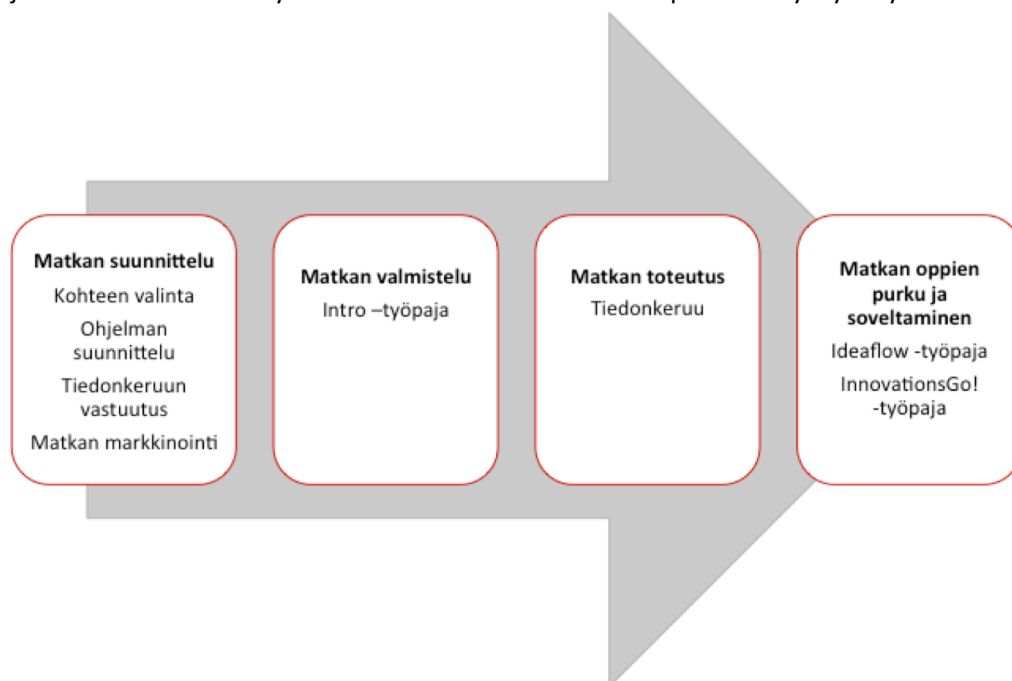 Matkan suunnittelu
Kohteen valinta
Ohjelman
suunnittelu
Tiedonkeruun
vastuutus
Matkan markkinointi
Matkan valmistelu
Intro –työpaja
Matkan toteutus
Tiedonkeruu
Matkan oppien
purku ja
soveltaminen
Ideaflow -työpaja
InnovationsGo!
-työpaja